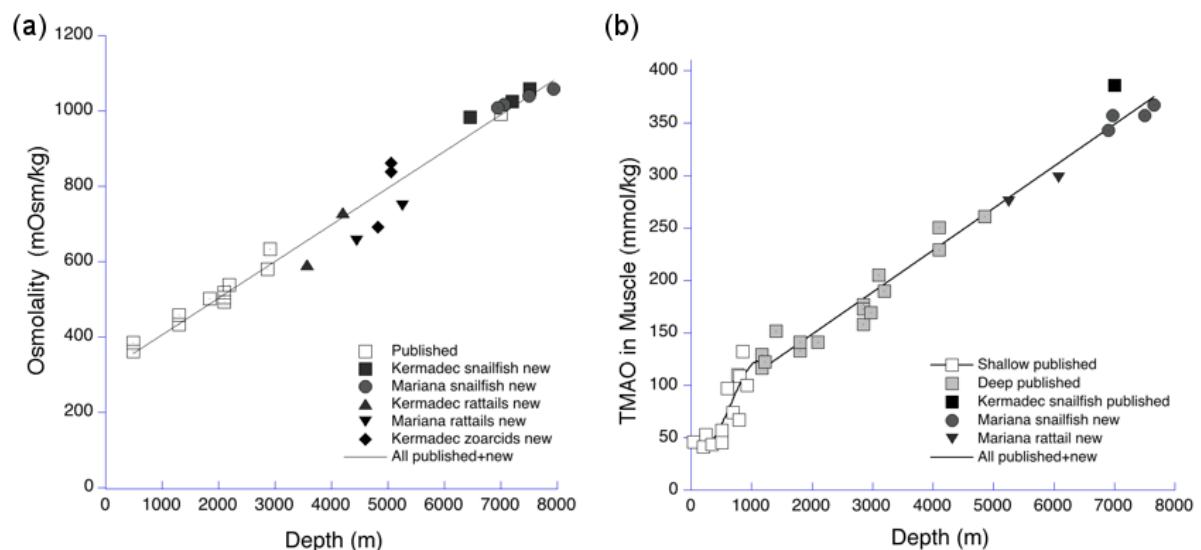 (a)
1200
1000
800
600
400
200
0
Osmolality (mOsm/kg)
0 1000 2000 3000 4000 5000 6000 7000 8000
Depth (m)
Published
Kermadec snailfish new
Mariana snailfish new
Kermadec rattails new
Mariana rattails new
Kermadec zoarcids new
All published+new
(b)
400
350
300
250
200
150
100
50
0
TMAO in Muscle (mmol/kg)
0 1000 2000 3000 4000 5000 6000 7000 8000
Depth (m)
Shallow published
Deep published
Kermadec snailfish published
Mariana snailfish new
Mariana rattail new
All published+new